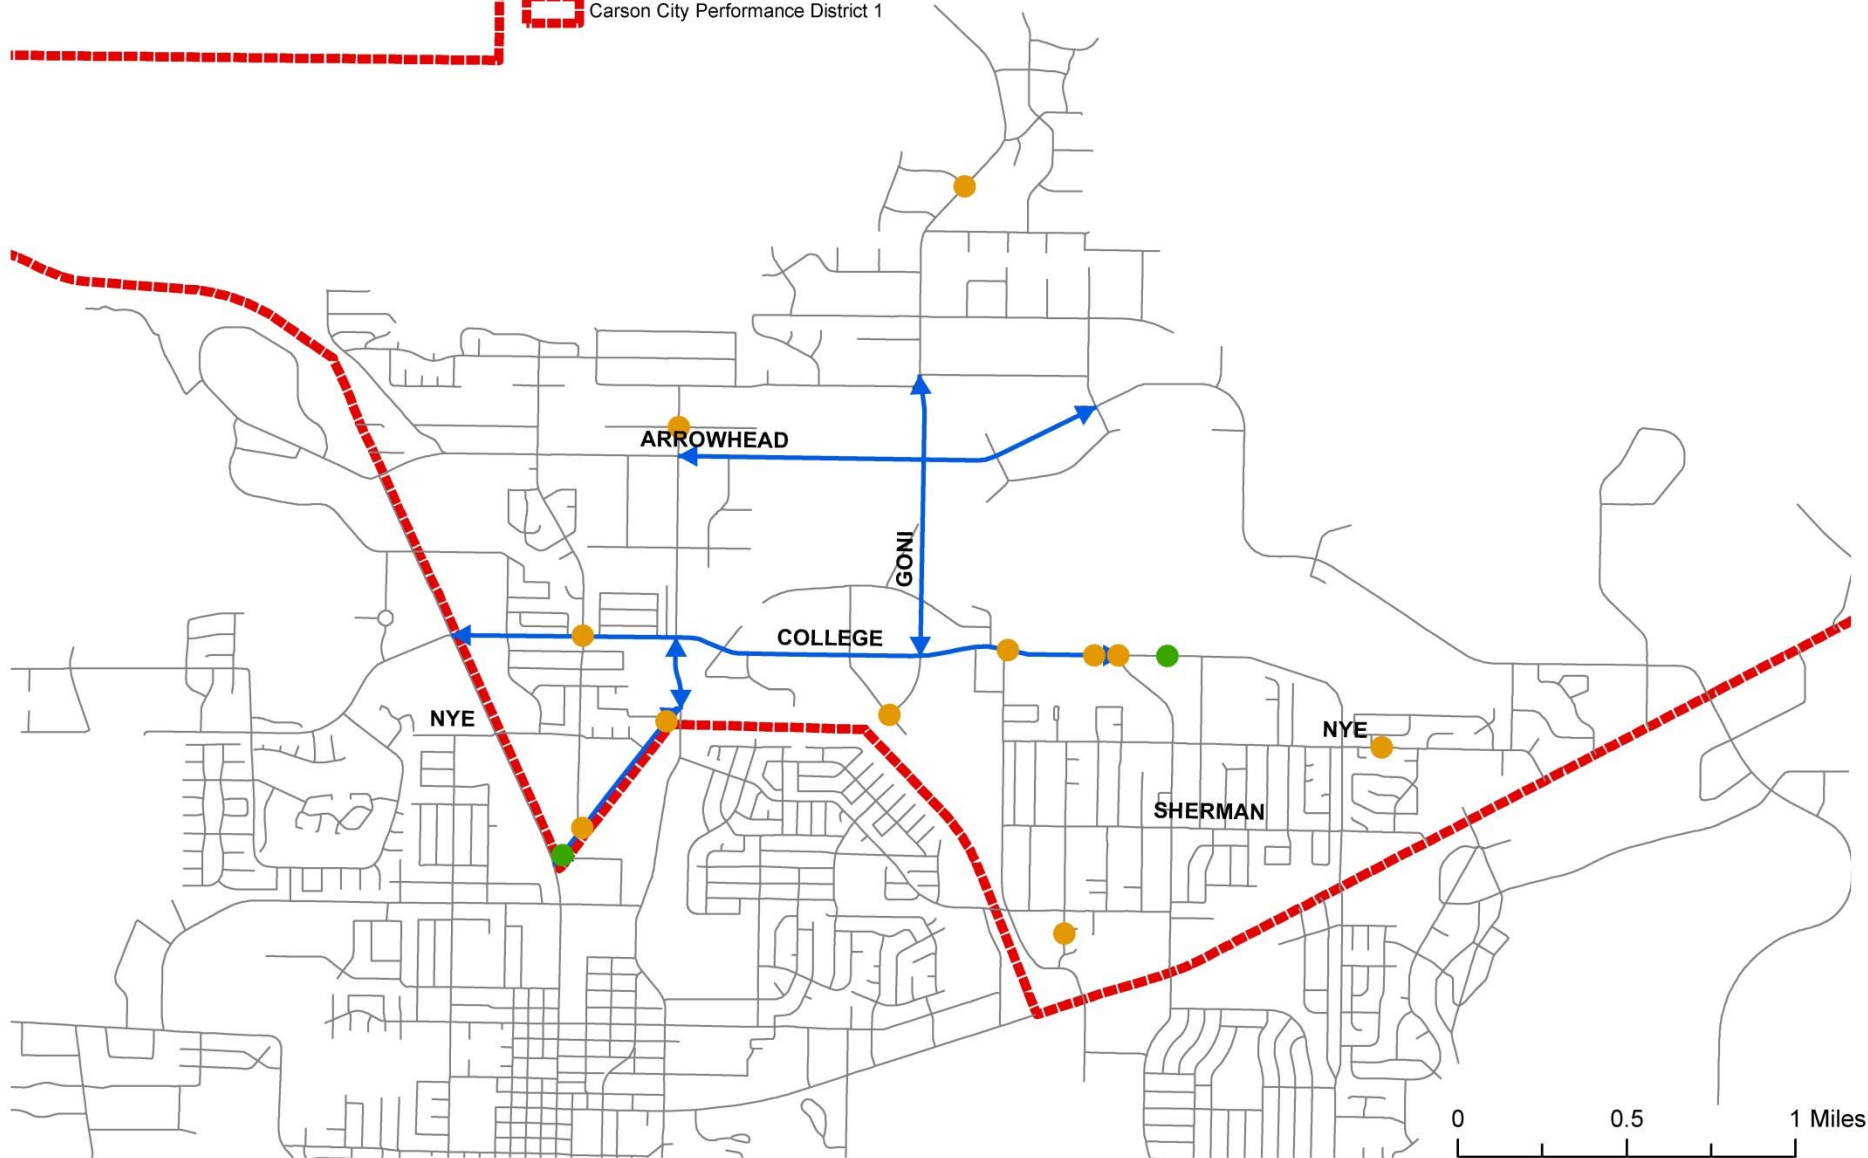 Carson City Performance District 1
ARROWHEAD
GONI
COLLEGE
NYE
NYE
SHERMAN
0 0.5 1 Miles